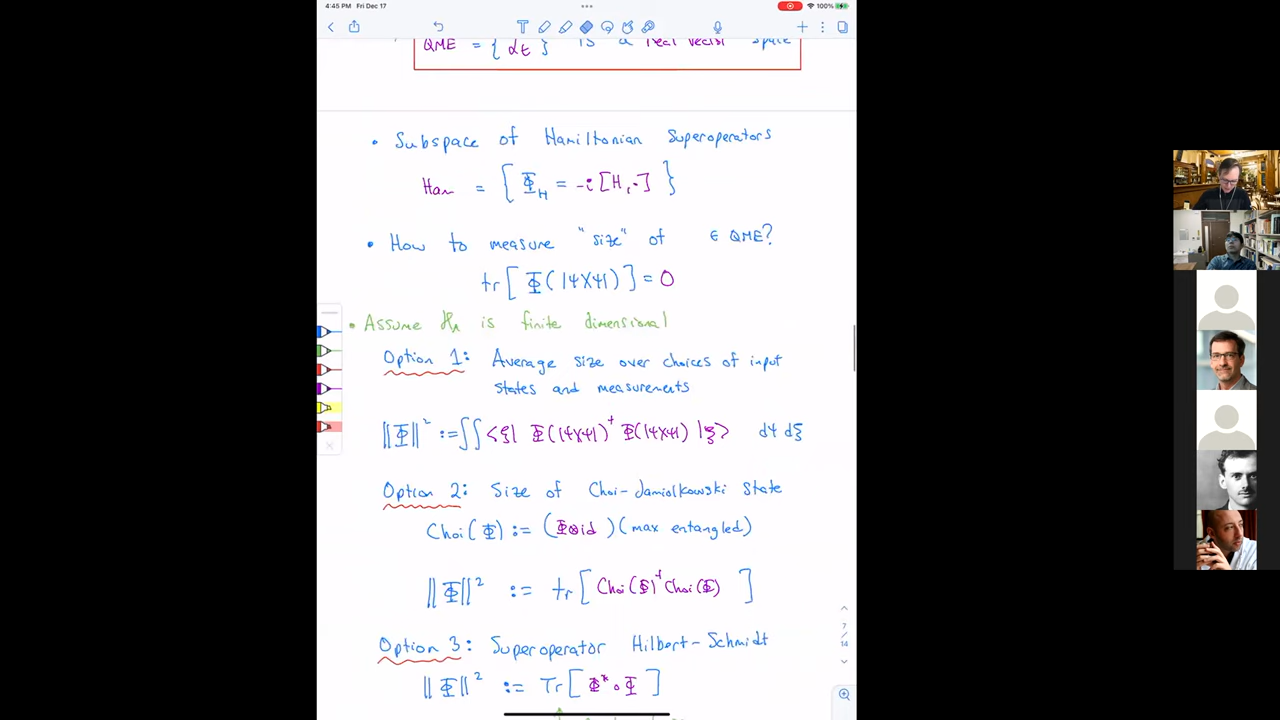 4:45 PM Fri Dec 17
100%
QME = { 𝓛t } is a real vector space
• Subspace of Hamiltonian Superoperators
Ham = { Φ_H = -i [H, ·] }
• How to measure "size" of ∈ QME?
tr [ Φ(|ψ⟩⟨ψ|) ] = 0
• Assume ℋ_A is finite dimensional
Option 1: Average size over choices of input
states and measurements
‖Φ‖² := ∫∫ <ξ| Φ(|ψ⟩⟨ψ|)† Φ(|ψ⟩⟨ψ|) |ξ> dψ dξ
Option 2: Size of Choi-Jamiolkowski State
Choi(Φ) := (Φ⊗id)(max entangled)
‖Φ‖² := tr [ Choi(Φ)† Choi(Φ) ]
Option 3: Superoperator Hilbert-Schmidt
‖Φ‖² := Tr [ Φ* ∘ Φ ]
7
/
14